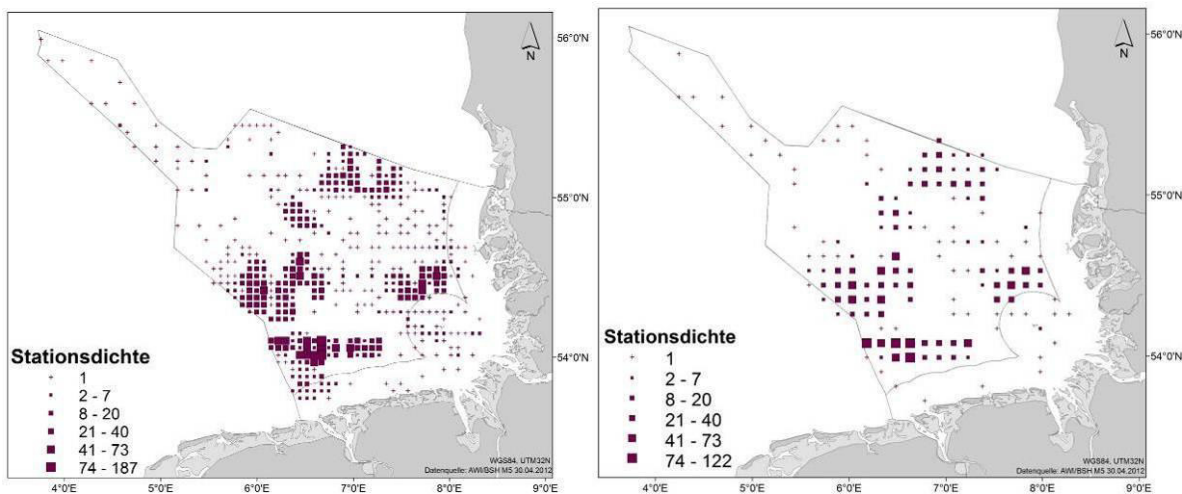 N
56°0'N
55°0'N
54°0'N
Stationsdichte
1
2 - 7
8 - 20
21 - 40
41 - 73
74 - 187
WGS84, UTM32N
Datenquelle: AWI/BSH M5 30.04.2012
4°0'E 5°0'E 6°0'E 7°0'E 8°0'E 9°0'E
N
56°0'N
55°0'N
54°0'N
Stationsdichte
1
2 - 7
8 - 20
21 - 40
41 - 73
74 - 122
WGS84, UTM32N
Datenquelle: AWI/BSH M5 30.04.2012
4°0'E 5°0'E 6°0'E 7°0'E 8°0'E 9°0'E